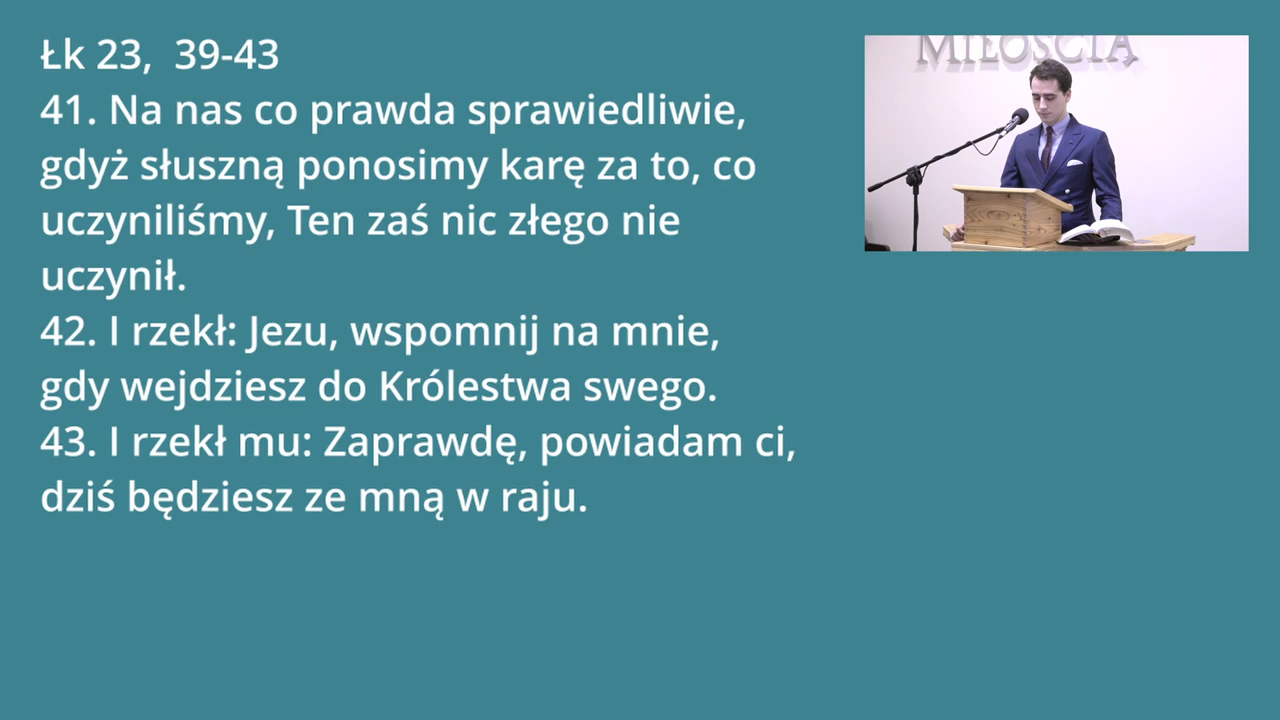 Łk 23,  39-43
41. Na nas co prawda sprawiedliwie,
gdyż słuszną ponosimy karę za to, co
uczyniliśmy, Ten zaś nic złego nie
uczynił.
42. I rzekł: Jezu, wspomnij na mnie,
gdy wejdziesz do Królestwa swego.
43. I rzekł mu: Zaprawdę, powiadam ci,
dziś będziesz ze mną w raju.
MIŁOŚCIĄ